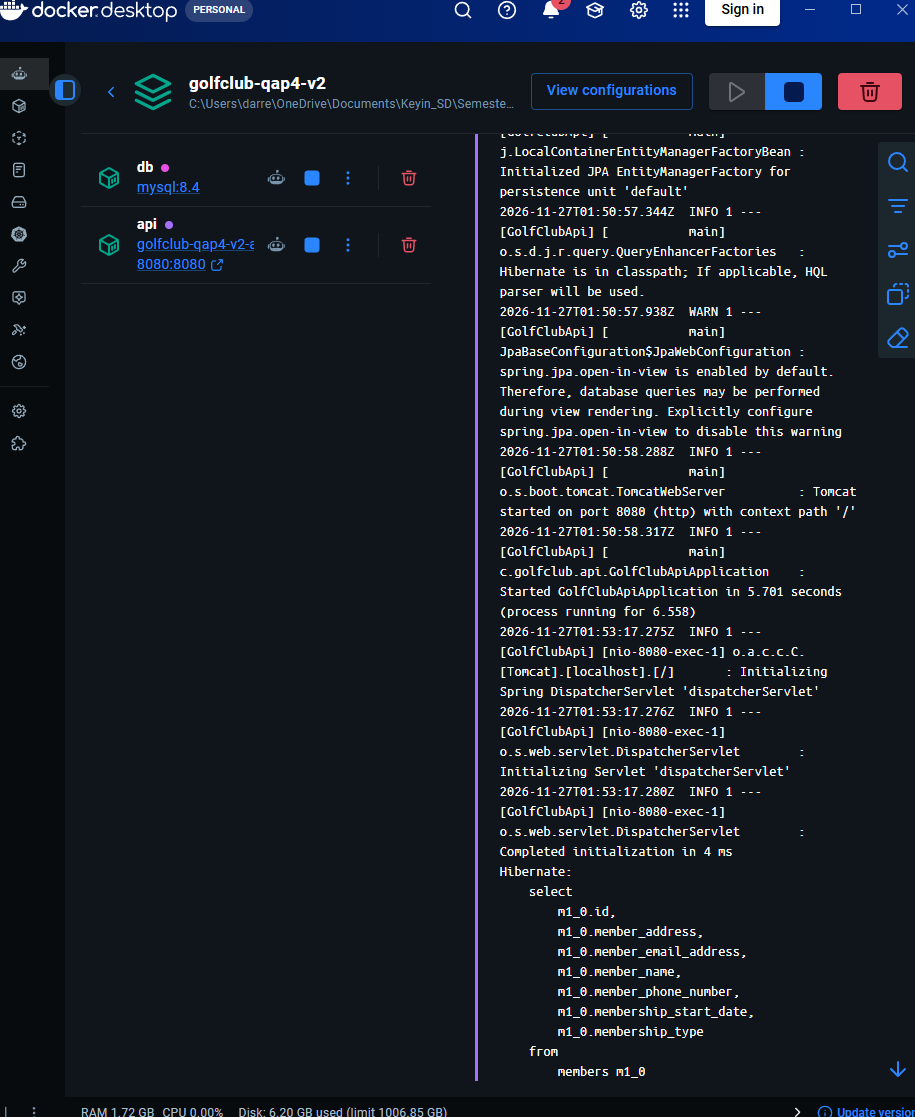 docker.desktop PERSONAL
2
Sign in
golfclub-qap4-v2
C:\Users\darre\OneDrive\Documents\Keyin_SD\Semeste...
View configurations
db
mysql:8.4
api
golfclub-qap4-v2-a
8080:8080
[GolfClubApi] [           main]
j.LocalContainerEntityManagerFactoryBean :
Initialized JPA EntityManagerFactory for
persistence unit 'default'
2026-11-27T01:50:57.344Z  INFO 1 ---
[GolfClubApi] [           main]
o.s.d.j.r.query.QueryEnhancerFactories   :
Hibernate is in classpath; If applicable, HQL
parser will be used.
2026-11-27T01:50:57.938Z  WARN 1 ---
[GolfClubApi] [           main]
JpaBaseConfiguration$JpaWebConfiguration :
spring.jpa.open-in-view is enabled by default.
Therefore, database queries may be performed
during view rendering. Explicitly configure
spring.jpa.open-in-view to disable this warning
2026-11-27T01:50:58.288Z  INFO 1 ---
[GolfClubApi] [           main]
o.s.boot.tomcat.TomcatWebServer          : Tomcat
started on port 8080 (http) with context path '/'
2026-11-27T01:50:58.317Z  INFO 1 ---
[GolfClubApi] [           main]
c.golfclub.api.GolfClubApiApplication    :
Started GolfClubApiApplication in 5.701 seconds
(process running for 6.558)
2026-11-27T01:53:17.275Z  INFO 1 ---
[GolfClubApi] [nio-8080-exec-1] o.a.c.c.C.
[Tomcat].[localhost].[/]       : Initializing
Spring DispatcherServlet 'dispatcherServlet'
2026-11-27T01:53:17.276Z  INFO 1 ---
[GolfClubApi] [nio-8080-exec-1]
o.s.web.servlet.DispatcherServlet        :
Initializing Servlet 'dispatcherServlet'
2026-11-27T01:53:17.280Z  INFO 1 ---
[GolfClubApi] [nio-8080-exec-1]
o.s.web.servlet.DispatcherServlet        :
Completed initialization in 4 ms
Hibernate:
    select
        m1_0.id,
        m1_0.member_address,
        m1_0.member_email_address,
        m1_0.member_name,
        m1_0.member_phone_number,
        m1_0.membership_start_date,
        m1_0.membership_type
    from
        members m1_0
RAM 1.72 GB  CPU 0.00%  Disk: 6.20 GB used (limit 1006.85 GB)
Update version